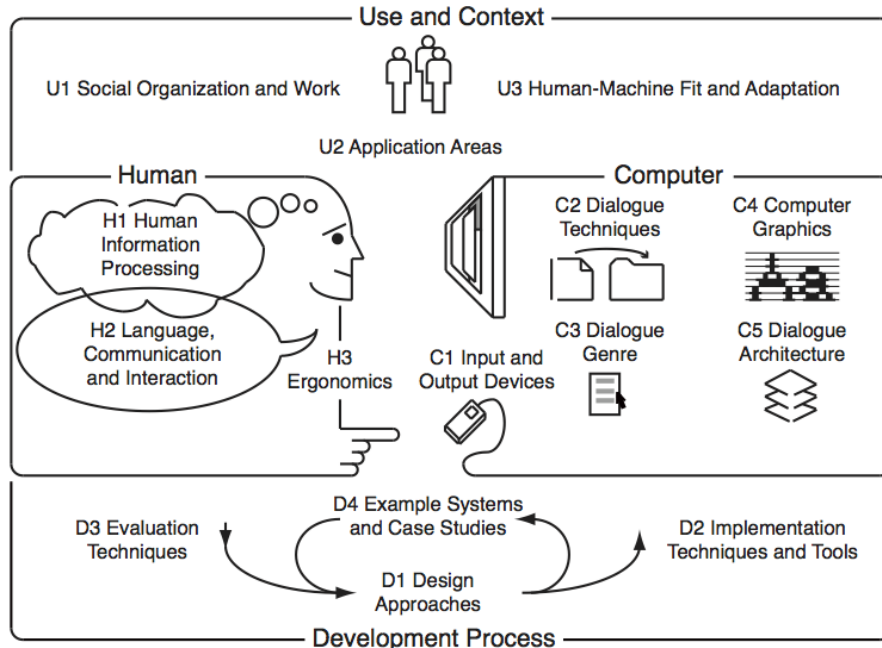 Use and Context
U1 Social Organization and Work
U3 Human-Machine Fit and Adaptation
U2 Application Areas
Human
H1 Human
Information
Processing
H2 Language,
Communication
and Interaction
H3
Ergonomics
Computer
C1 Input and
Output Devices
C2 Dialogue
Techniques
C4 Computer
Graphics
Aa
C3 Dialogue
Genre
C5 Dialogue
Architecture
D3 Evaluation
Techniques
D4 Example Systems
and Case Studies
D2 Implementation
Techniques and Tools
D1 Design
Approaches
Development Process